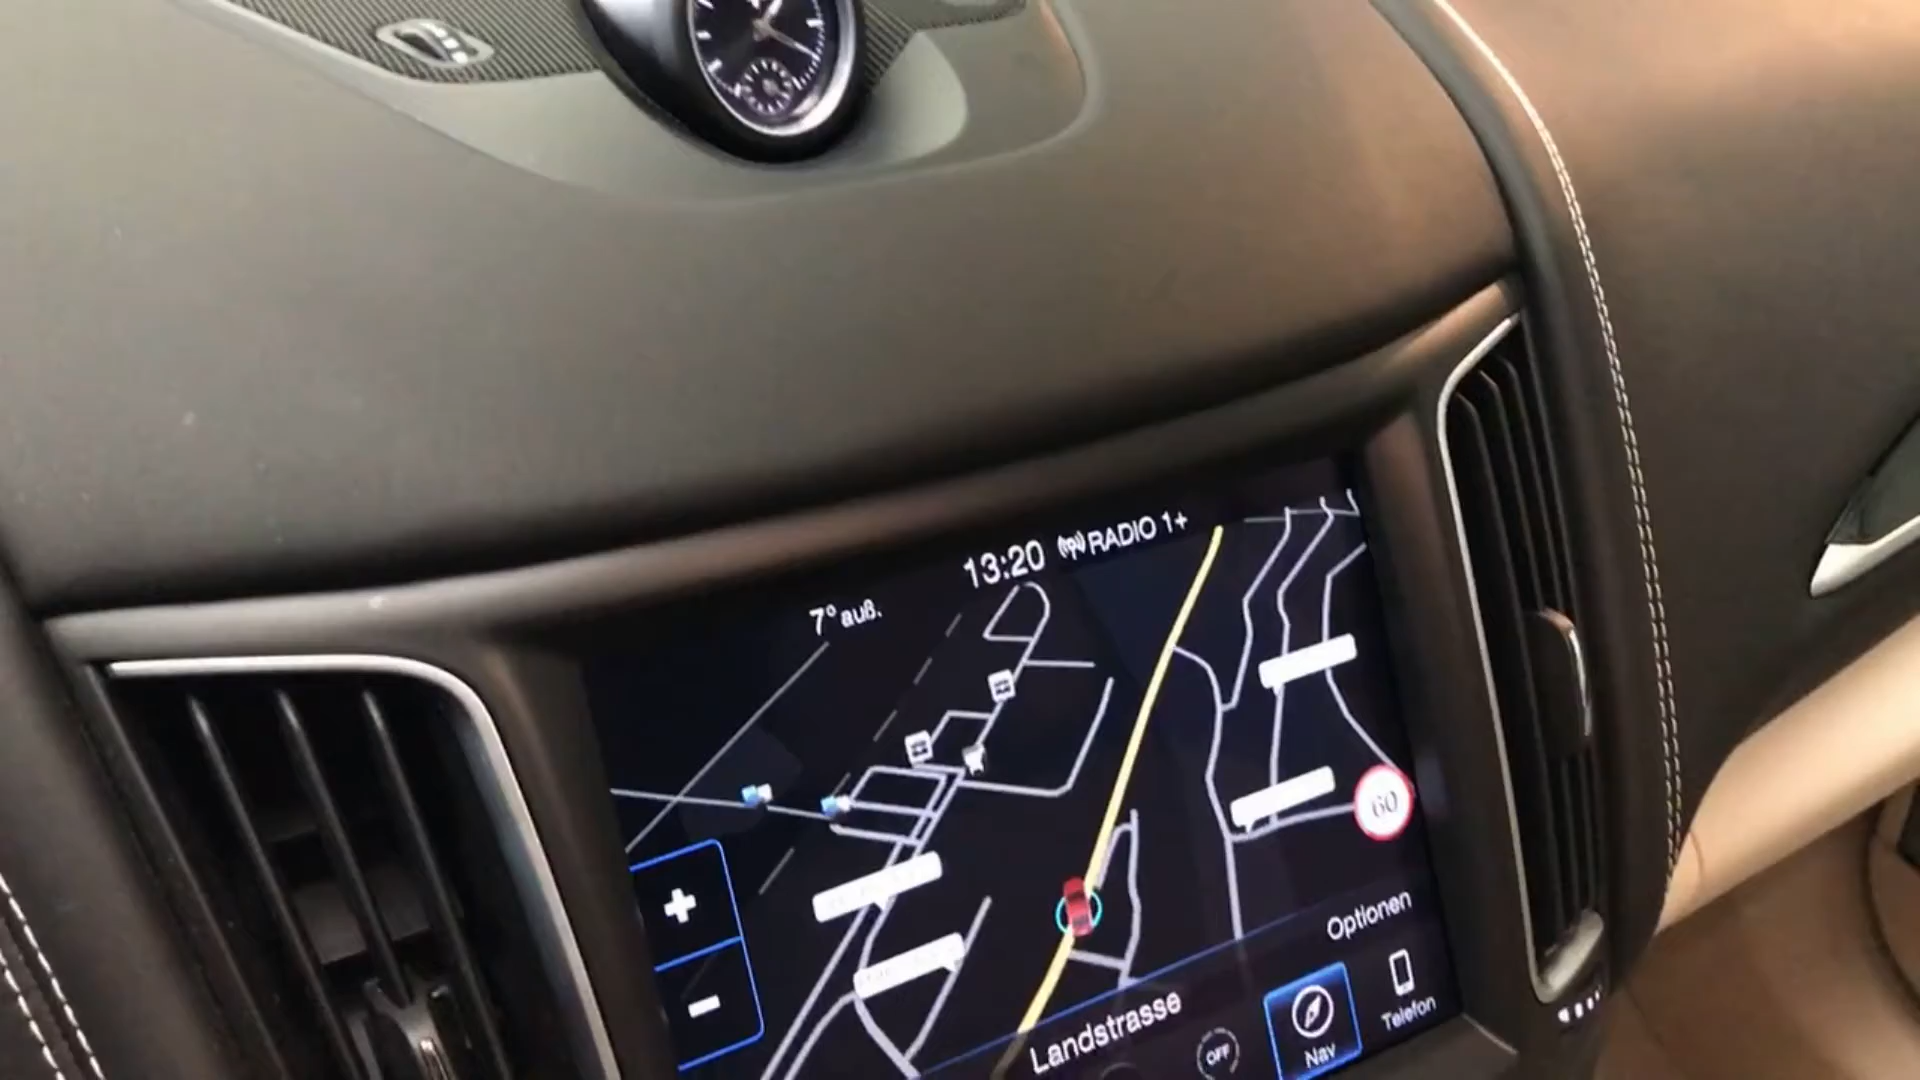 13:20 RADIO 1+
7° auß.
60
Optionen
Landstrasse
OFF
Nav
Telefon